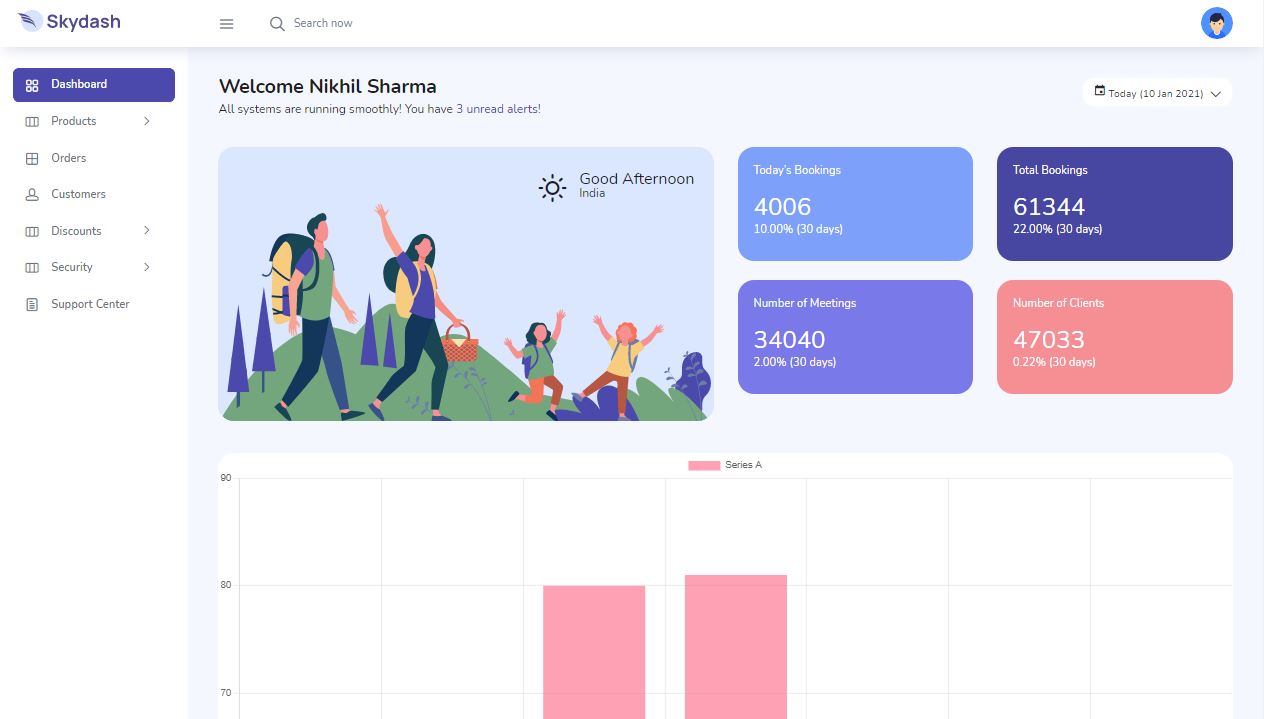 Skydash
Search now
Dashboard
Products
Orders
Customers
Discounts
Security
Support Center
Welcome Nikhil Sharma
All systems are running smoothly! You have 3 unread alerts!
Today (10 Jan 2021)
Good Afternoon
India
Today's Bookings
4006
10.00% (30 days)
Total Bookings
61344
22.00% (30 days)
Number of Meetings
34040
2.00% (30 days)
Number of Clients
47033
0.22% (30 days)
Series A
90
80
70